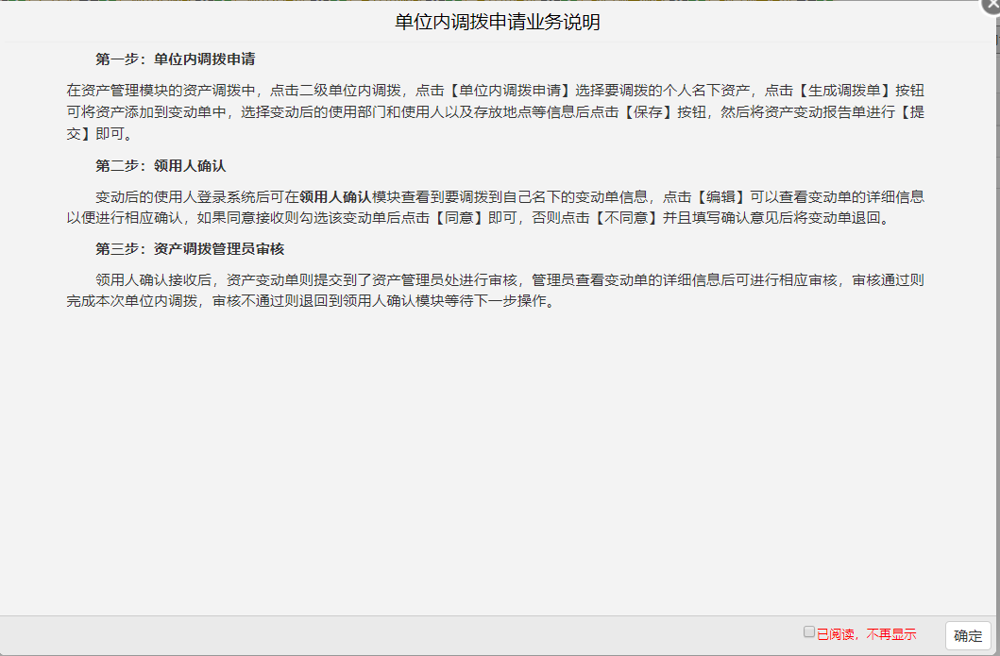 单位内调拨申请业务说明
第一步：单位内调拨申请
在资产管理模块的资产调拨中，点击二级单位内调拨，点击【单位内调拨申请】选择要调拨的个人名下资产，点击【生成调拨单】按钮
可将资产添加到变动单中，选择变动后的使用部门和使用人以及存放地点等信息后点击【保存】按钮，然后将资产变动报告单进行【提
交】即可。
第二步：领用人确认
变动后的使用人登录系统后可在领用人确认模块查看到要调拨到自己名下的变动单信息，点击【编辑】可以查看变动单的详细信息
以便进行相应确认，如果同意接收则勾选该变动单后点击【同意】即可，否则点击【不同意】并且填写确认意见后将变动单退回。
第三步：资产调拨管理员审核
领用人确认接收后，资产变动单则提交到了资产管理员处进行审核，管理员查看变动单的详细信息后可进行相应审核，审核通过则
完成本次单位内调拨，审核不通过则退回到领用人确认模块等待下一步操作。
已阅读，不再显示
确定